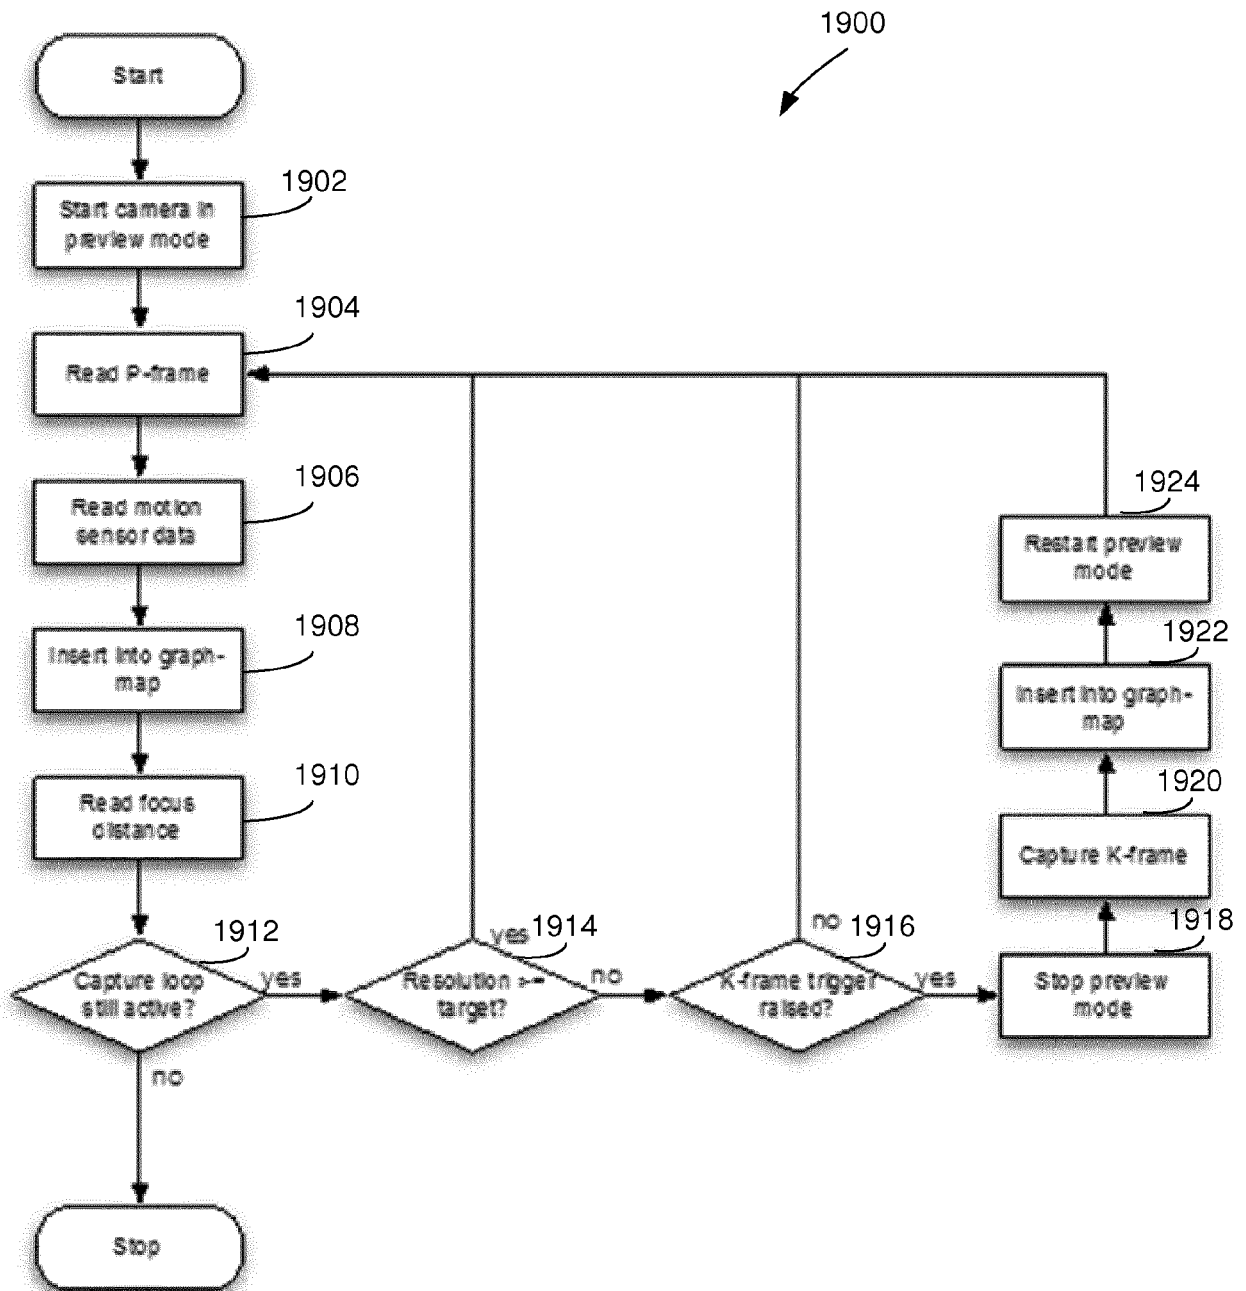 1900
Start
1902
Start camera in
preview mode
1904
Read P-frame
1906
Read motion
sensor data
1908
Insert into graph-
map
1910
Read focus
distance
1912
Capture loop
still active?
yes
no
1914
Resolution >=
target?
yes
no
1916
K-frame trigger
raised?
no
yes
1918
Stop preview
mode
1920
Capture K-frame
1922
Insert into graph-
map
1924
Restart preview
mode
Stop